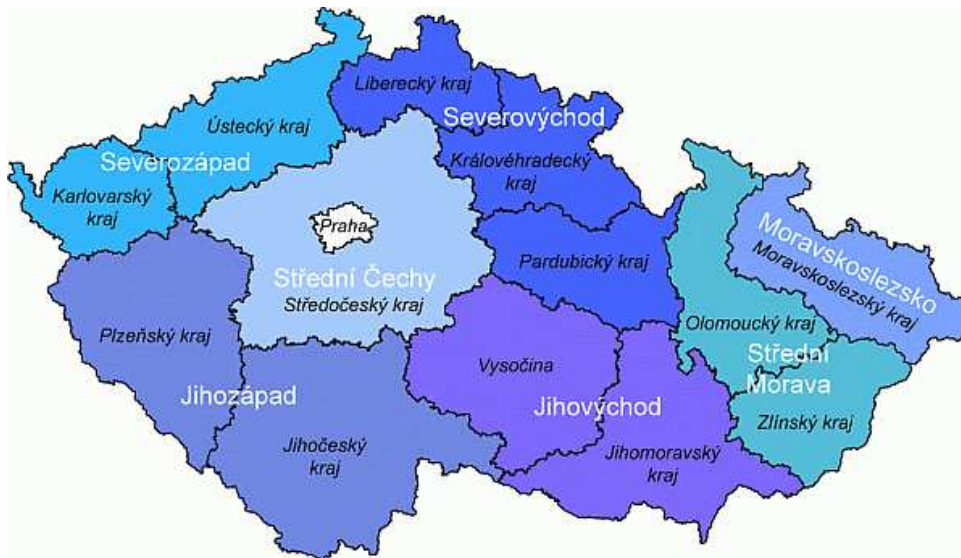 Liberecký kraj
Severovýchod
Ústecký kraj
Severozápad
Královéhradecký
kraj
Karlovarský
kraj
Praha
Moravskoslezsko
Moravskoslezský kraj
Pardubický kraj
Střední Čechy
Středočeský kraj
Olomoucký kraj
Plzeňský kraj
Střední
Morava
Vysočina
Jihozápad
Jihovýchod
Zlínský kraj
Jihočeský
kraj
Jihomoravský
kraj